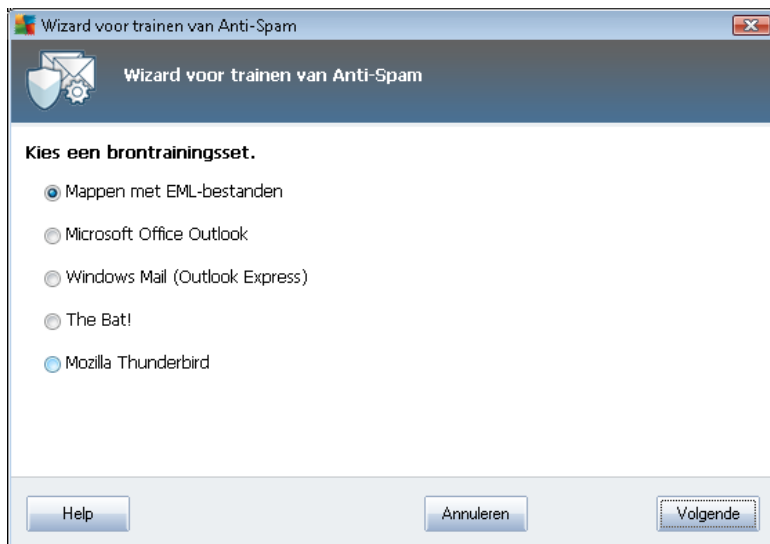 Wizard voor trainen van Anti-Spam
Wizard voor trainen van Anti-Spam
Kies een brontrainingsset.
Mappen met EML-bestanden
Microsoft Office Outlook
Windows Mail (Outlook Express)
The Bat!
Mozilla Thunderbird
Help
Annuleren
Volgende